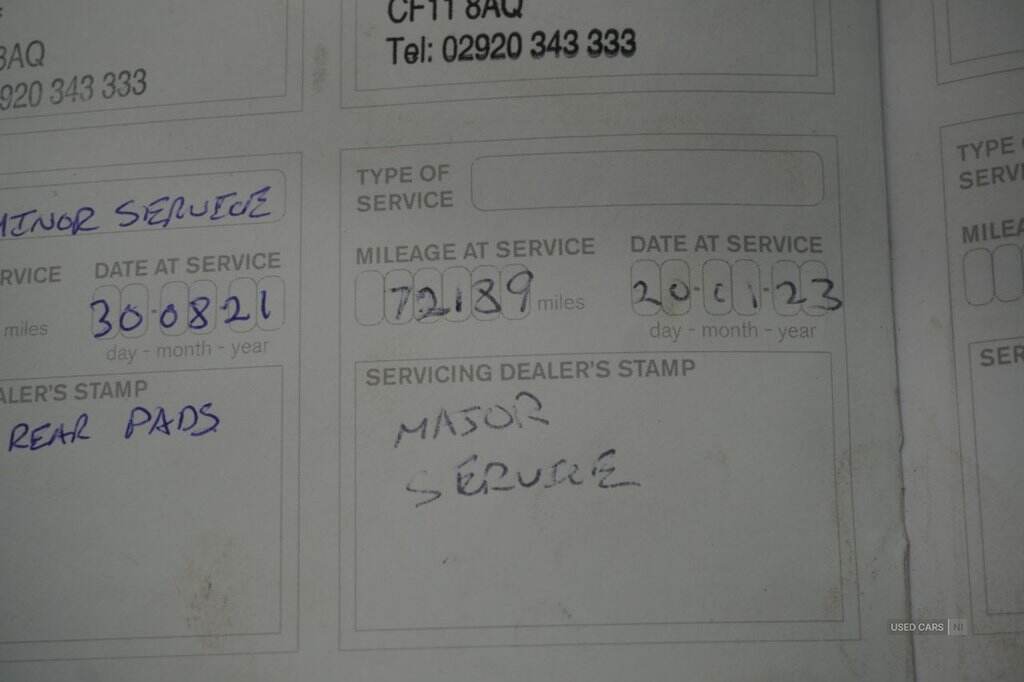 3AQ
920 343 333
CF11 8AQ
Tel: 02920 343 333
MINOR SERVICE
RVICE DATE AT SERVICE
miles 30·08·21
day - month - year
ALER'S STAMP
REAR PADS
TYPE OF
SERVICE
MILEAGE AT SERVICE DATE AT SERVICE
72189 miles 20·01·23
day - month - year
SERVICING DEALER'S STAMP
MAJOR
SERVICE
TYPE
SERVI
MILEA
SER
USED CARS NI